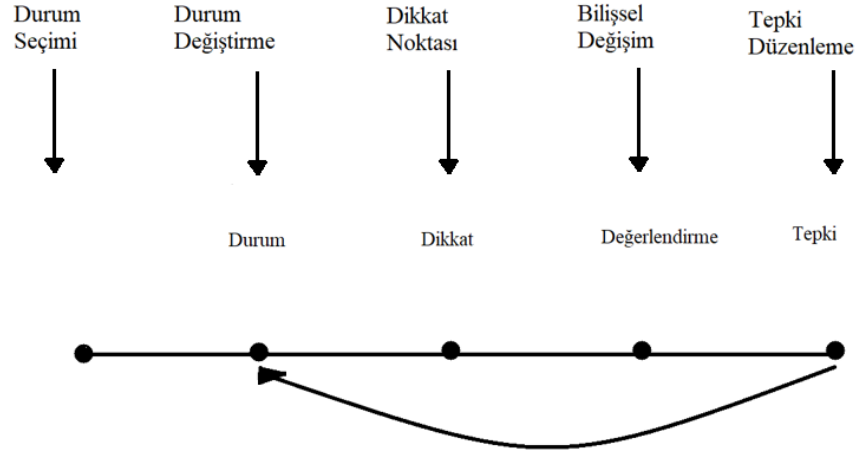 Durum
Seçimi
Durum
Değiştirme
Dikkat
Noktası
Bilişsel
Değişim
Tepki
Düzenleme
Durum
Dikkat
Değerlendirme
Tepki